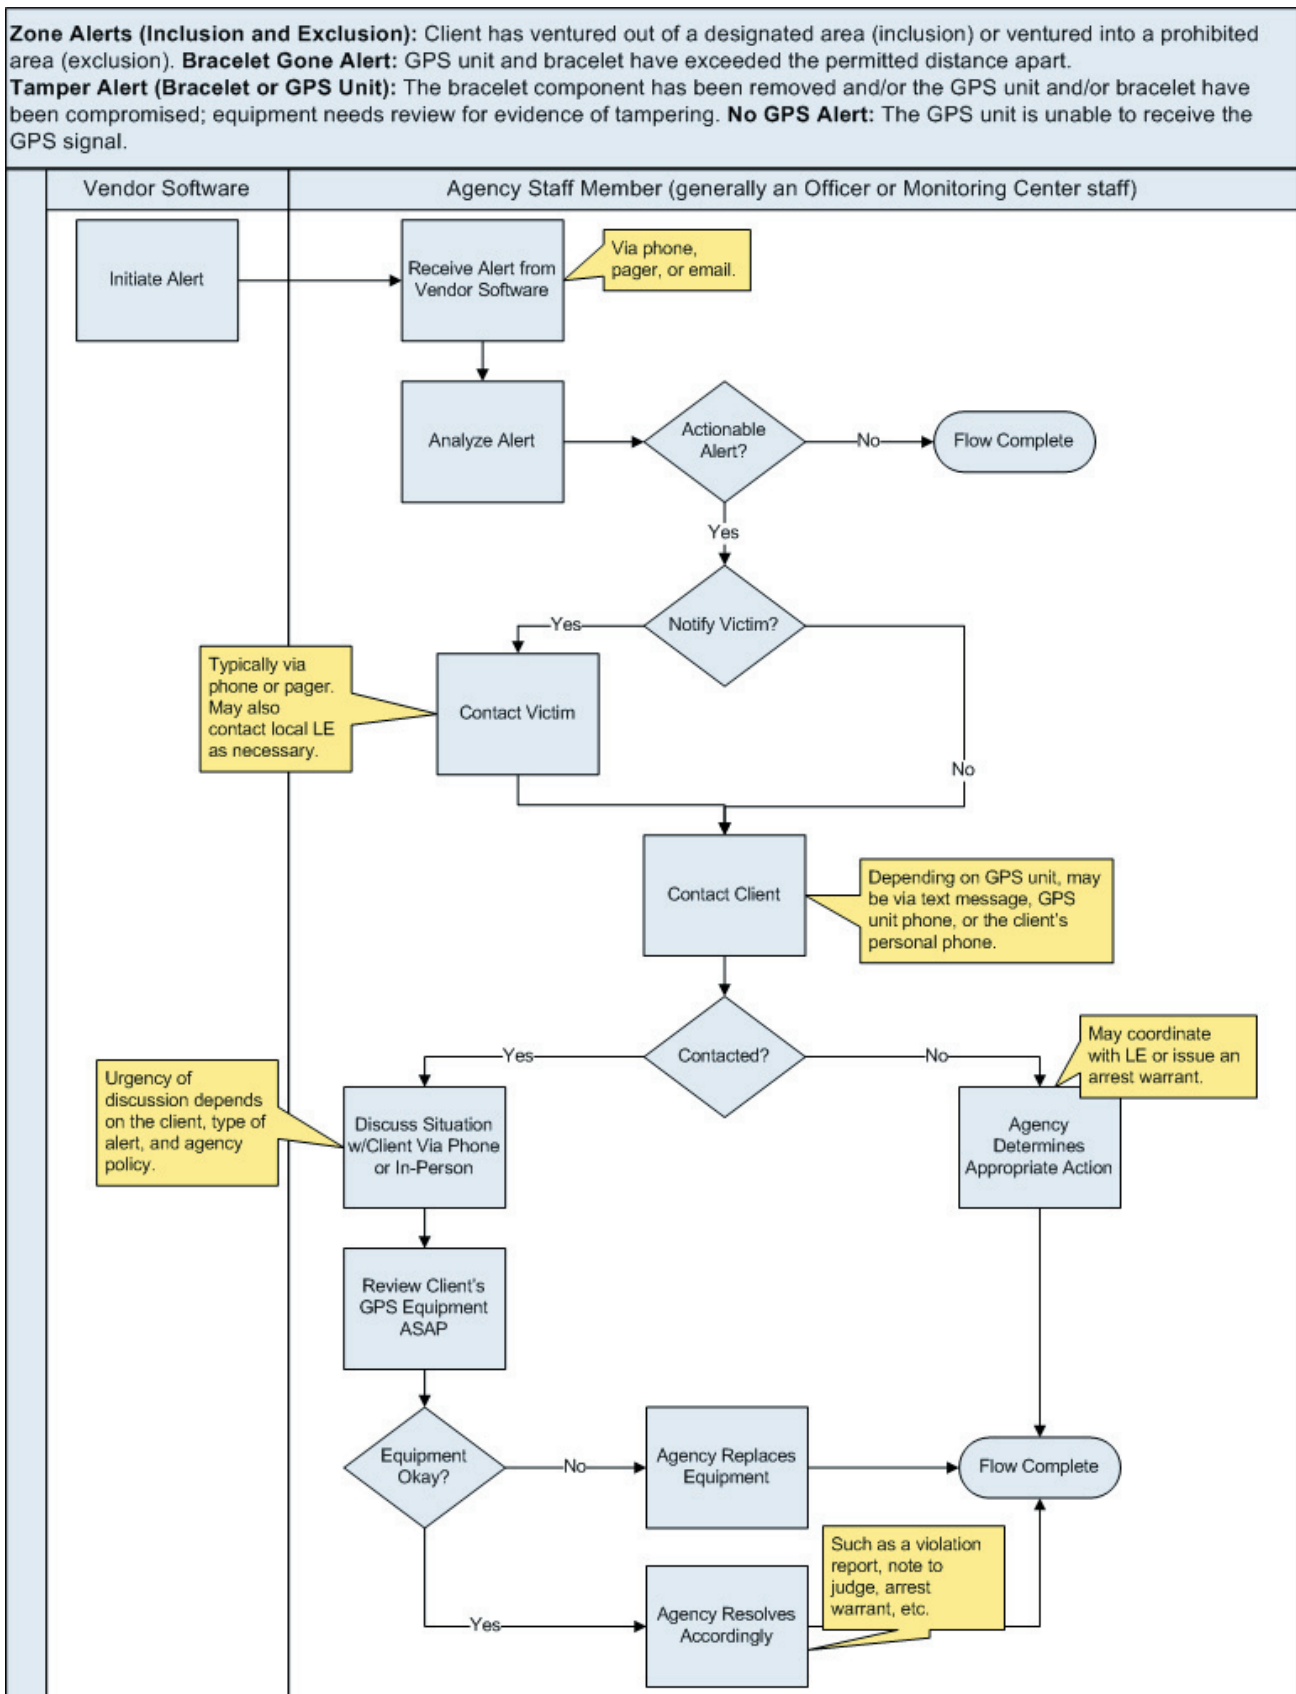 Zone Alerts (Inclusion and Exclusion): Client has ventured out of a designated area (inclusion) or ventured into a prohibited
area (exclusion). Bracelet Gone Alert: GPS unit and bracelet have exceeded the permitted distance apart.
Tamper Alert (Bracelet or GPS Unit): The bracelet component has been removed and/or the GPS unit and/or bracelet have
been compromised; equipment needs review for evidence of tampering. No GPS Alert: The GPS unit is unable to receive the
GPS signal.
Vendor Software
Agency Staff Member (generally an Officer or Monitoring Center staff)
Initiate Alert
Receive Alert from
Vendor Software
Via phone,
pager, or email.
Analyze Alert
Actionable
Alert?
No
Flow Complete
Yes
Notify Victim?
Yes
Typically via
phone or pager.
May also
contact local LE
as necessary.
Contact Victim
No
Contact Client
Depending on GPS unit, may
be via text message, GPS
unit phone, or the client's
personal phone.
Contacted?
Yes
No
May coordinate
with LE or issue an
arrest warrant.
Urgency of
discussion depends
on the client, type of
alert, and agency
policy.
Discuss Situation
w/Client Via Phone
or In-Person
Agency
Determines
Appropriate Action
Review Client's
GPS Equipment
ASAP
Equipment
Okay?
No
Agency Replaces
Equipment
Flow Complete
Such as a violation
report, note to
judge, arrest
warrant, etc.
Yes
Agency Resolves
Accordingly